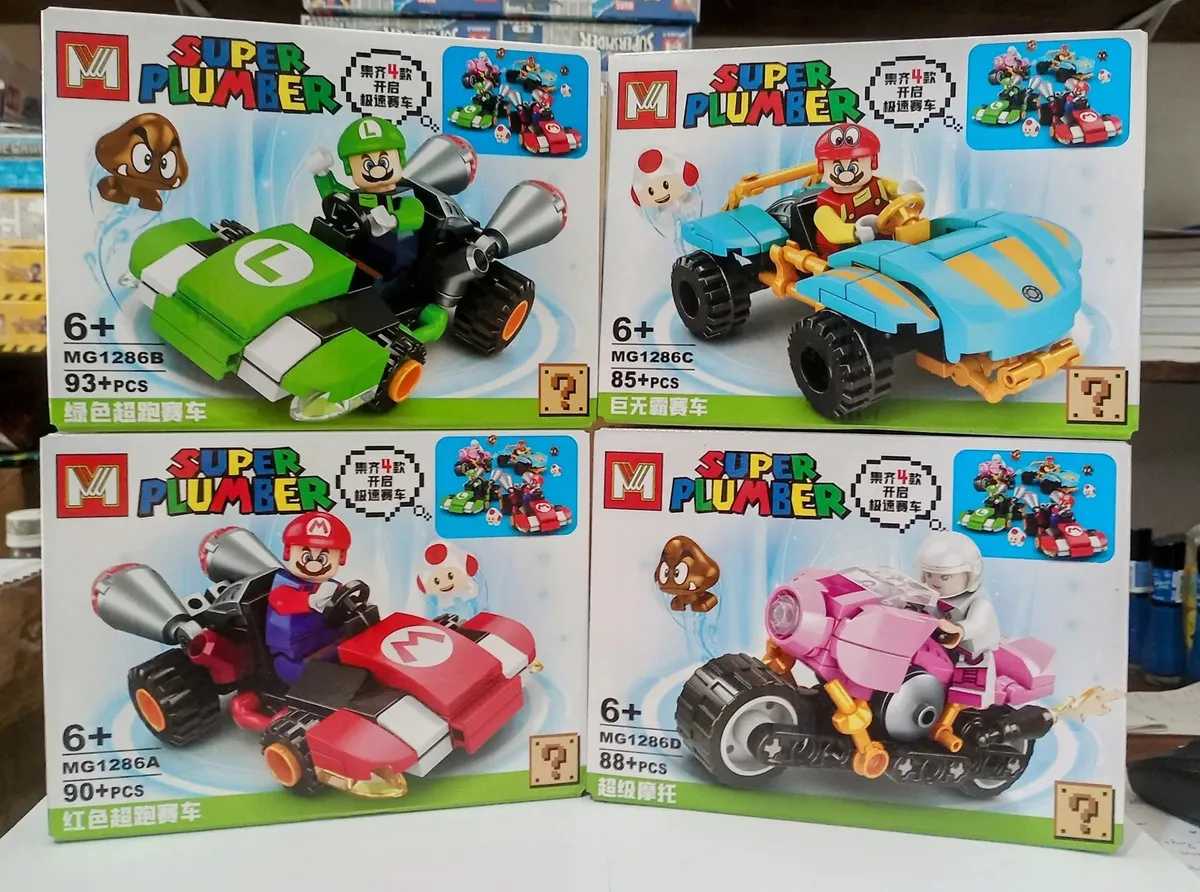 SUPERSPIDER SUPER
M
SUPER
PLUMBER
集齐4款
开启
极速赛车
L
L
6+
MG1286B
93+PCS
绿色超跑赛车
?
M
SUPER
PLUMBER
集齐4款
开启
极速赛车
6+
MG1286C
85+PCS
巨无霸赛车
?
M
SUPER
PLUMBER
集齐4款
开启
极速赛车
M
M
6+
MG1286A
90+PCS
红色超跑赛车
?
M
SUPER
PLUMBER
集齐4款
开启
极速赛车
6+
MG1286D
88+PCS
超级摩托
?